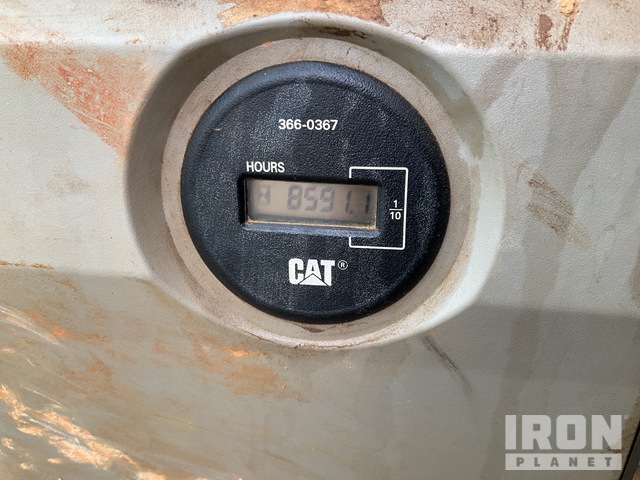 366-0367
HOURS
8591.1
1
10
CAT ®
IRON
PLANET